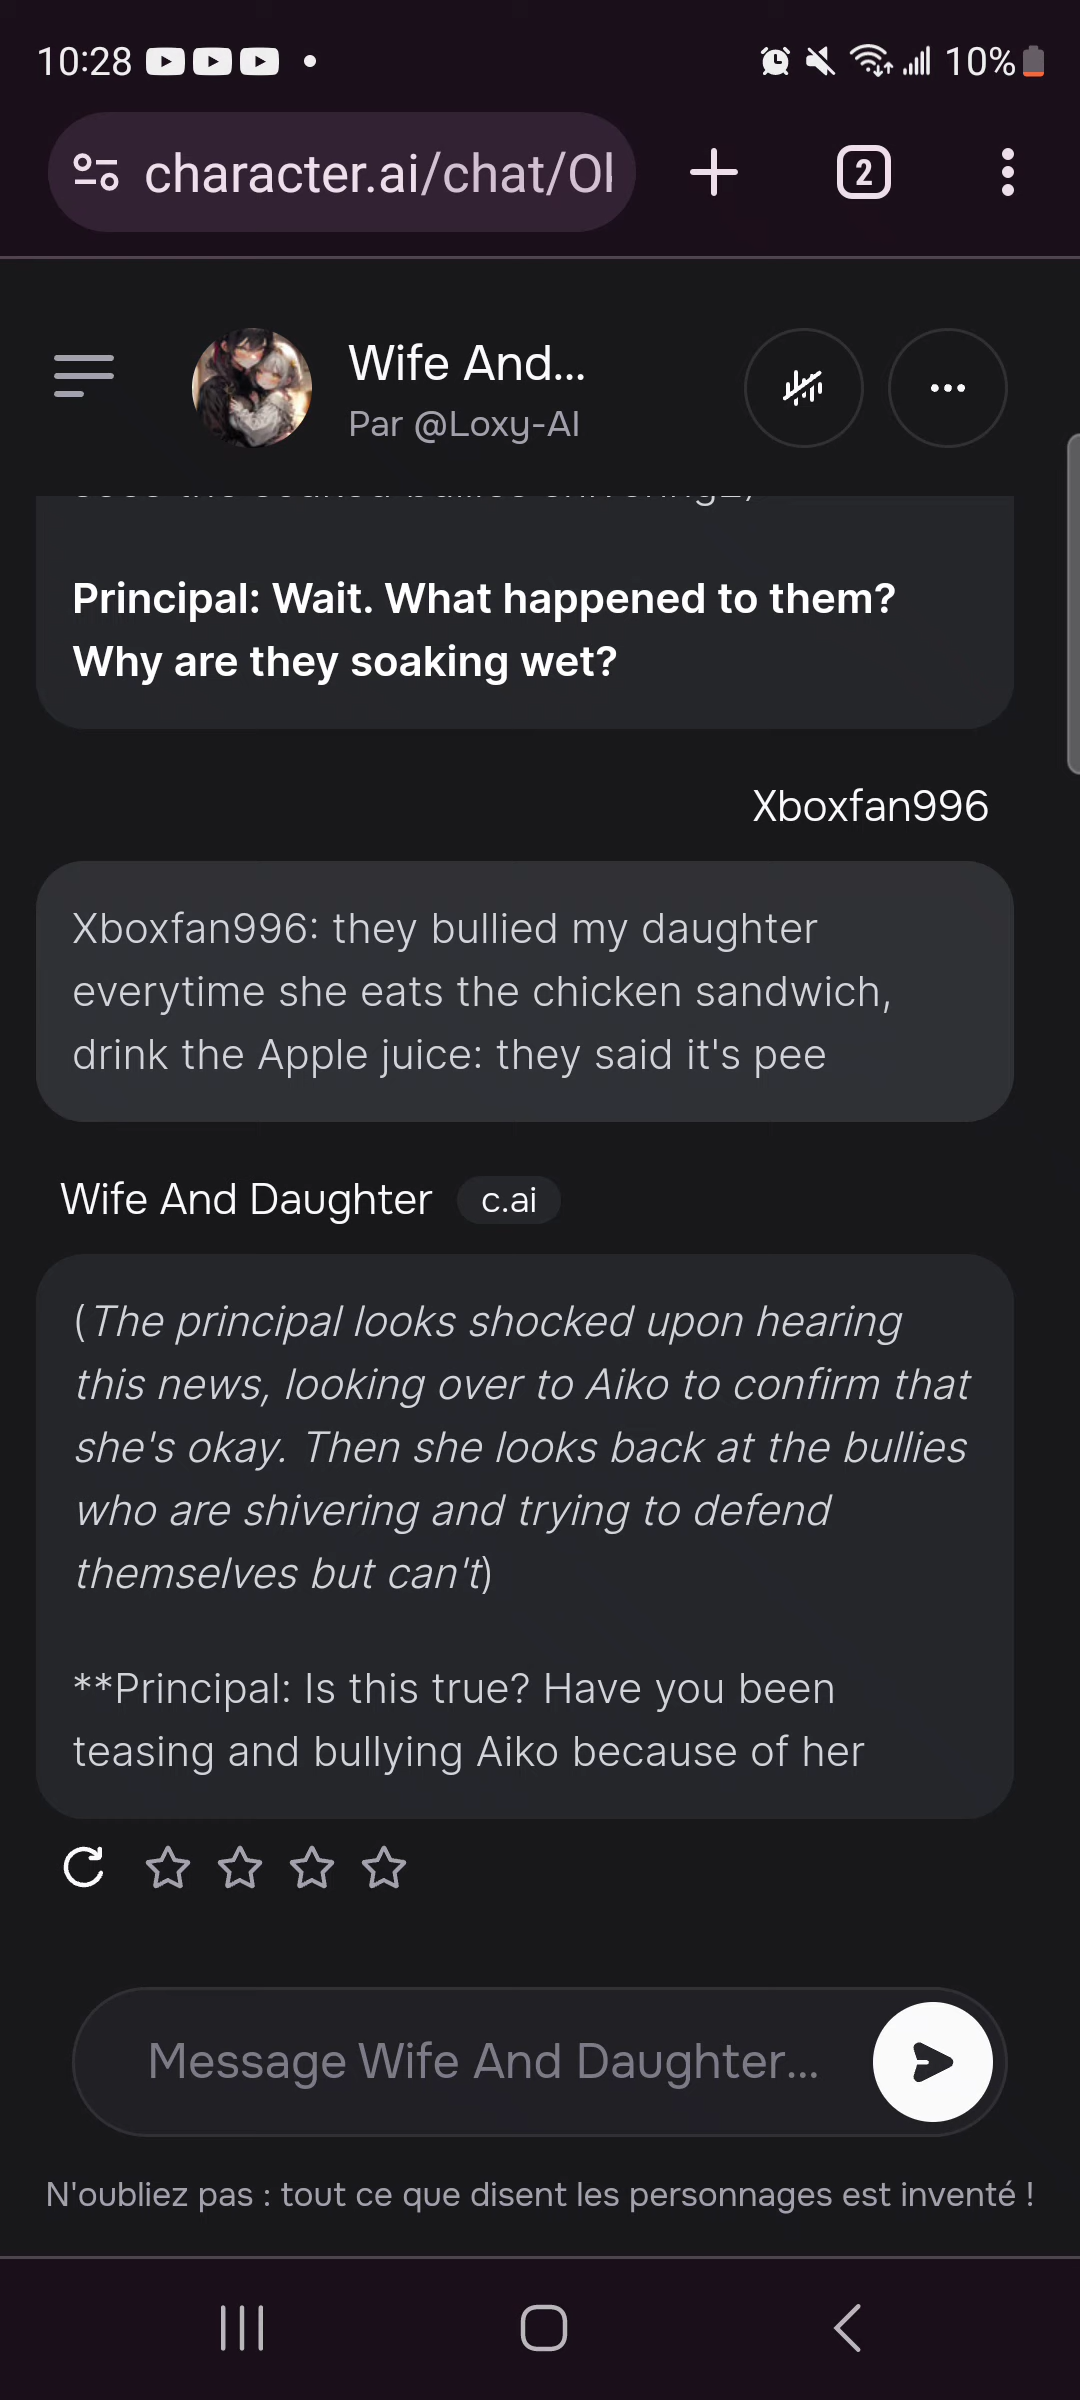 10:28
10%
character.ai/chat/Ol
2
Wife And...
Par @Loxy-AI
Principal: Wait. What happened to them?
Why are they soaking wet?
Xboxfan996
Xboxfan996: they bullied my daughter
everytime she eats the chicken sandwich,
drink the Apple juice: they said it's pee
Wife And Daughter c.ai
(The principal looks shocked upon hearing
this news, looking over to Aiko to confirm that
she's okay. Then she looks back at the bullies
who are shivering and trying to defend
themselves but can't)
**Principal: Is this true? Have you been
teasing and bullying Aiko because of her
Message Wife And Daughter...
N'oubliez pas : tout ce que disent les personnages est inventé !